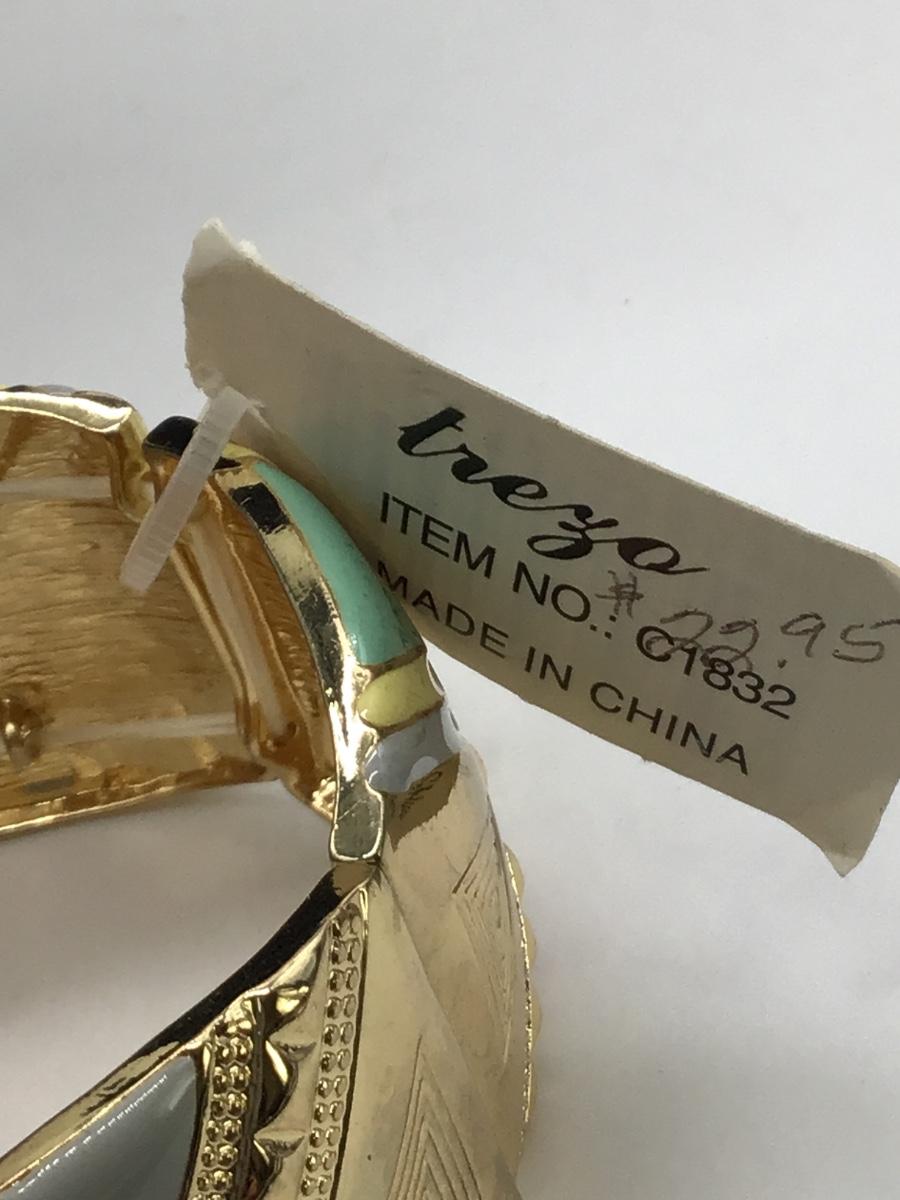 trezo
ITEM NO.: C1832
# 22.95
MADE IN CHINA